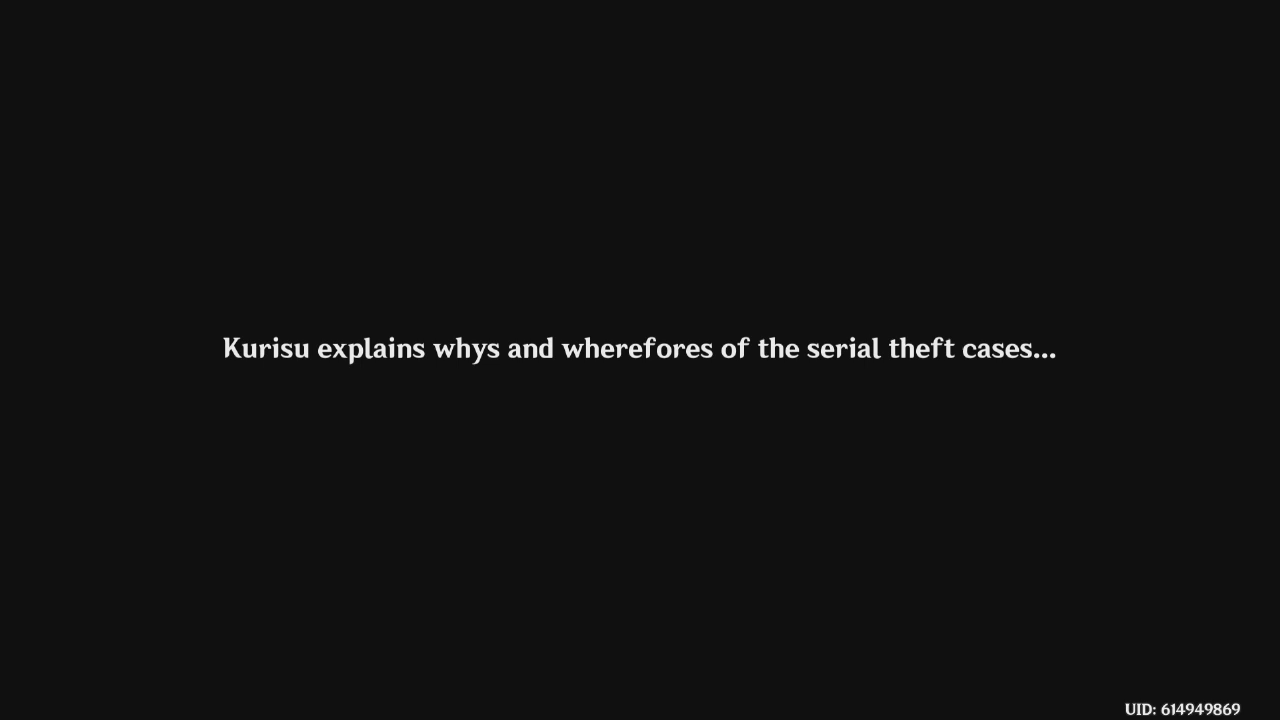 Kurisu explains whys and wherefores of the serial theft cases...
UID: 614949869